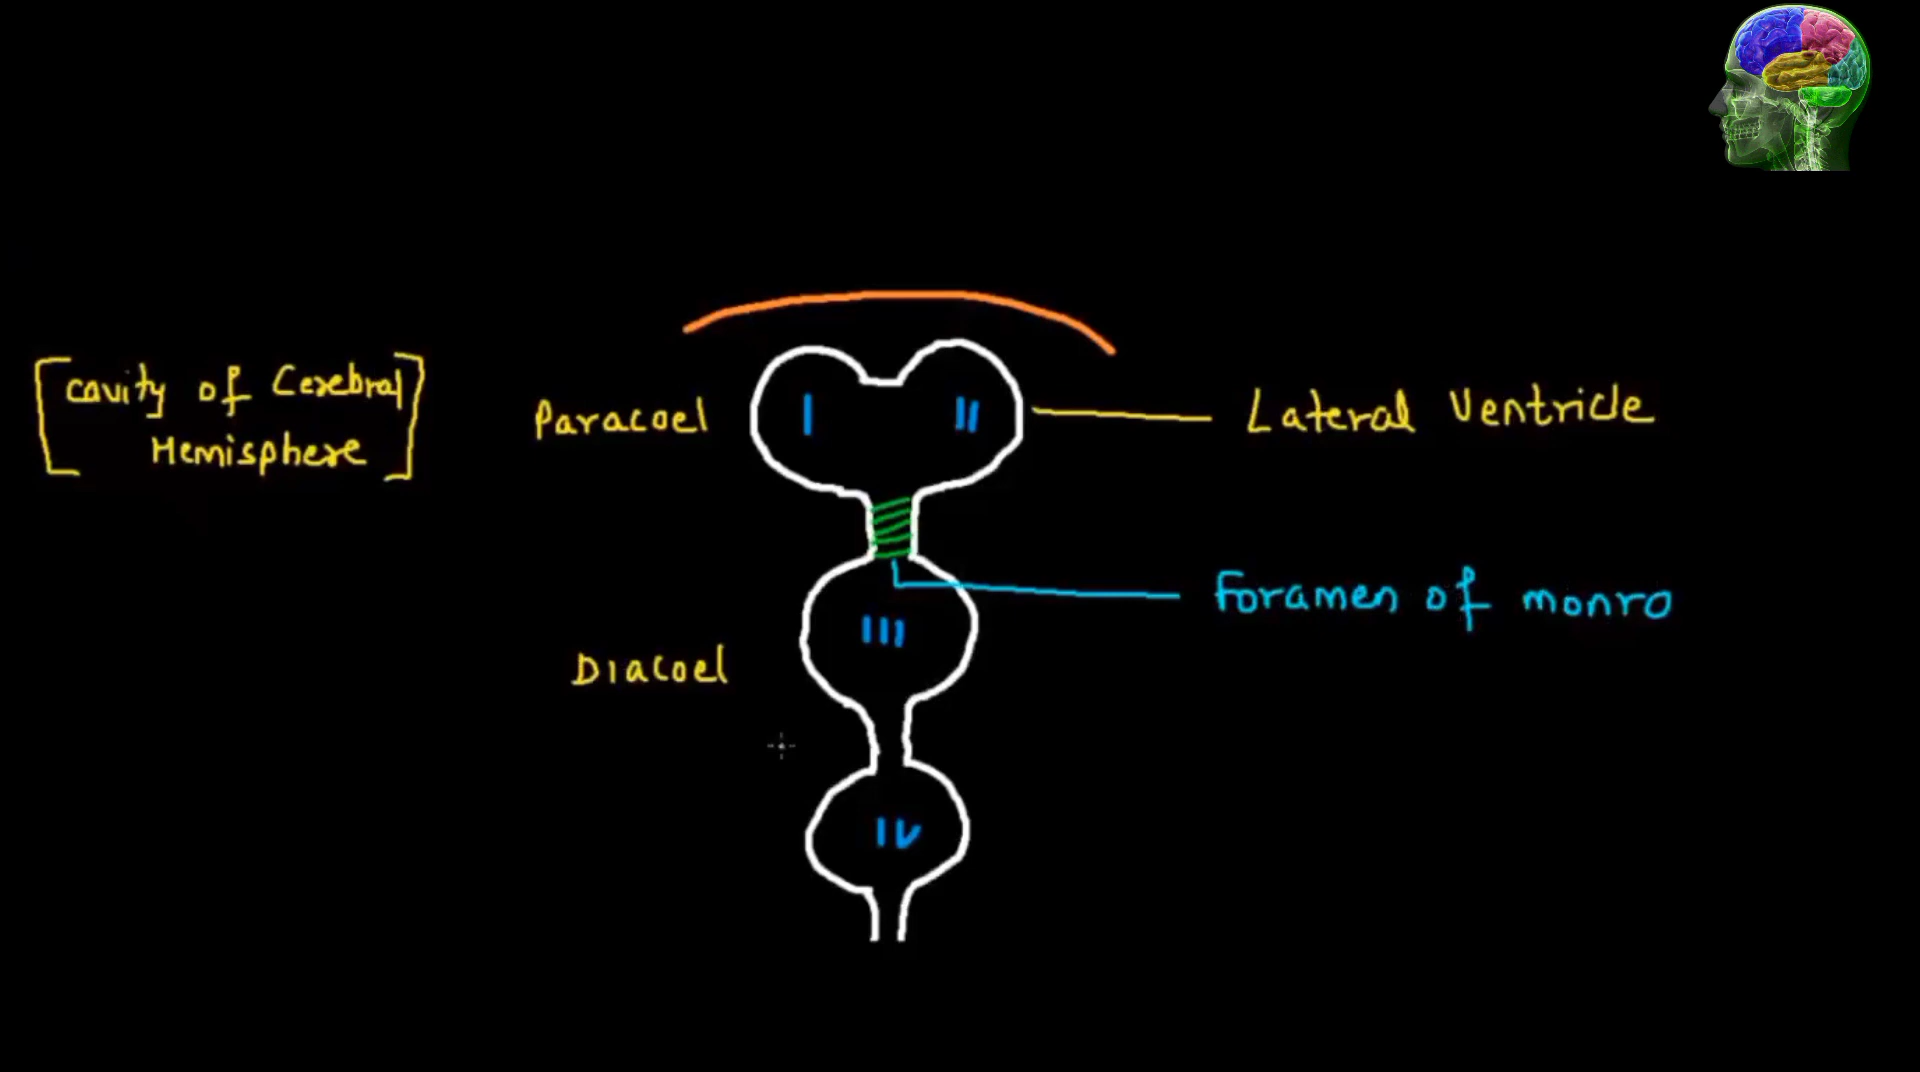 Cavity of Cerebral
Hemisphere
Paracoel
I
II
Lateral Ventricle
Foramen of monro
III
Diacoel
IV